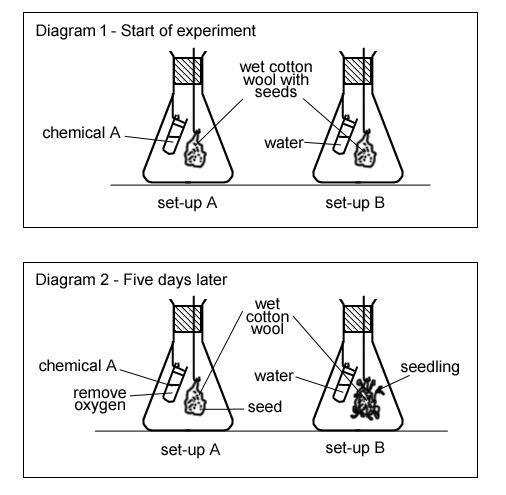 Diagram 1 - Start of experiment
wet cotton
wool with
seeds
chemical A
water
set-up A
set-up B
Diagram 2 - Five days later
wet
cotton
wool
chemical A
remove
oxygen
water
seedling
seed
set-up A
set-up B